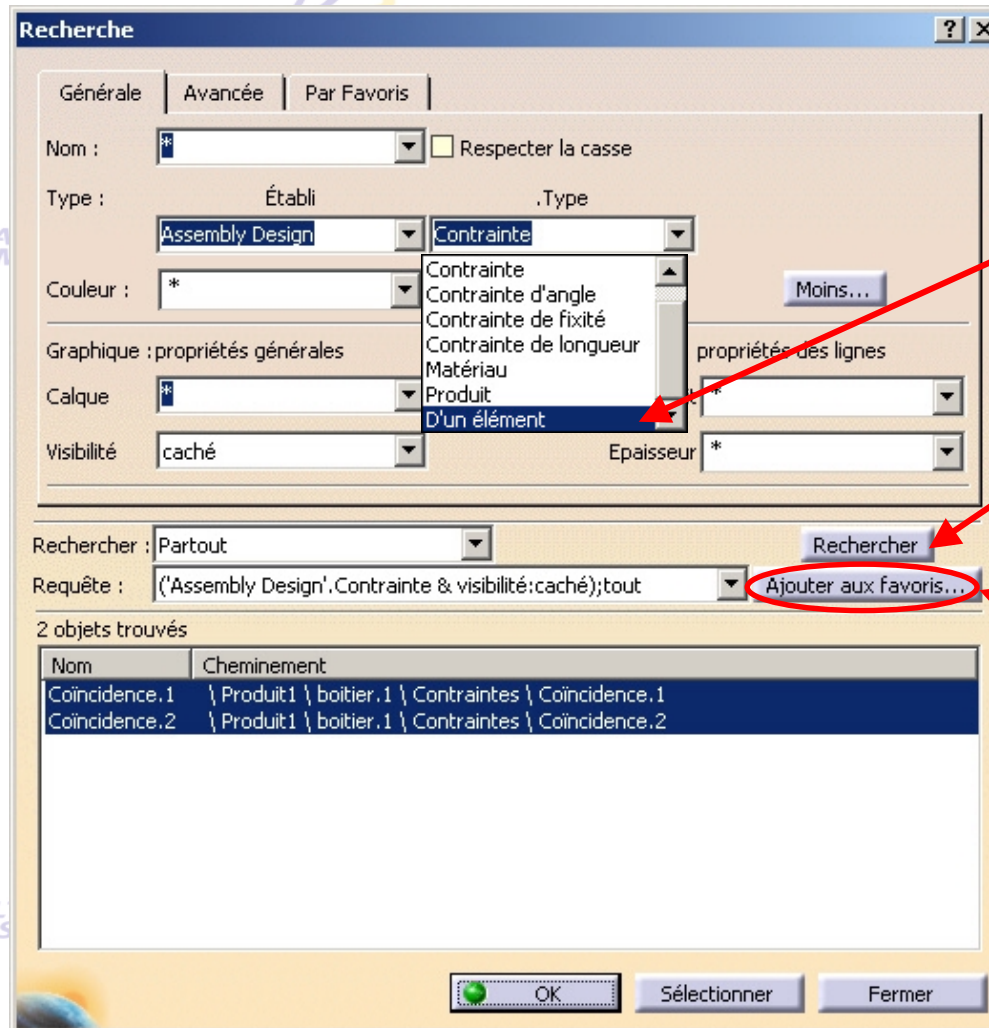 Recherche
Générale Avancée Par Favoris
Nom : * Respecter la casse
Type : Établi .Type
Assembly Design Contrainte
Couleur : * Moins...
Contrainte
Contrainte d'angle
Contrainte de fixité
Contrainte de longueur
Matériau
Produit
D'un élément
Graphique : propriétés générales propriétés des lignes
Calque * t *
Visibilité caché Epaisseur *
Rechercher : Partout Rechercher
Requête : ('Assembly Design'.Contrainte & visibilité:caché);tout Ajouter aux favoris...
2 objets trouvés
Nom Cheminement
Coïncidence.1 \ Produit1 \ boitier.1 \ Contraintes \ Coïncidence.1
Coïncidence.2 \ Produit1 \ boitier.1 \ Contraintes \ Coïncidence.2
OK Sélectionner Fermer